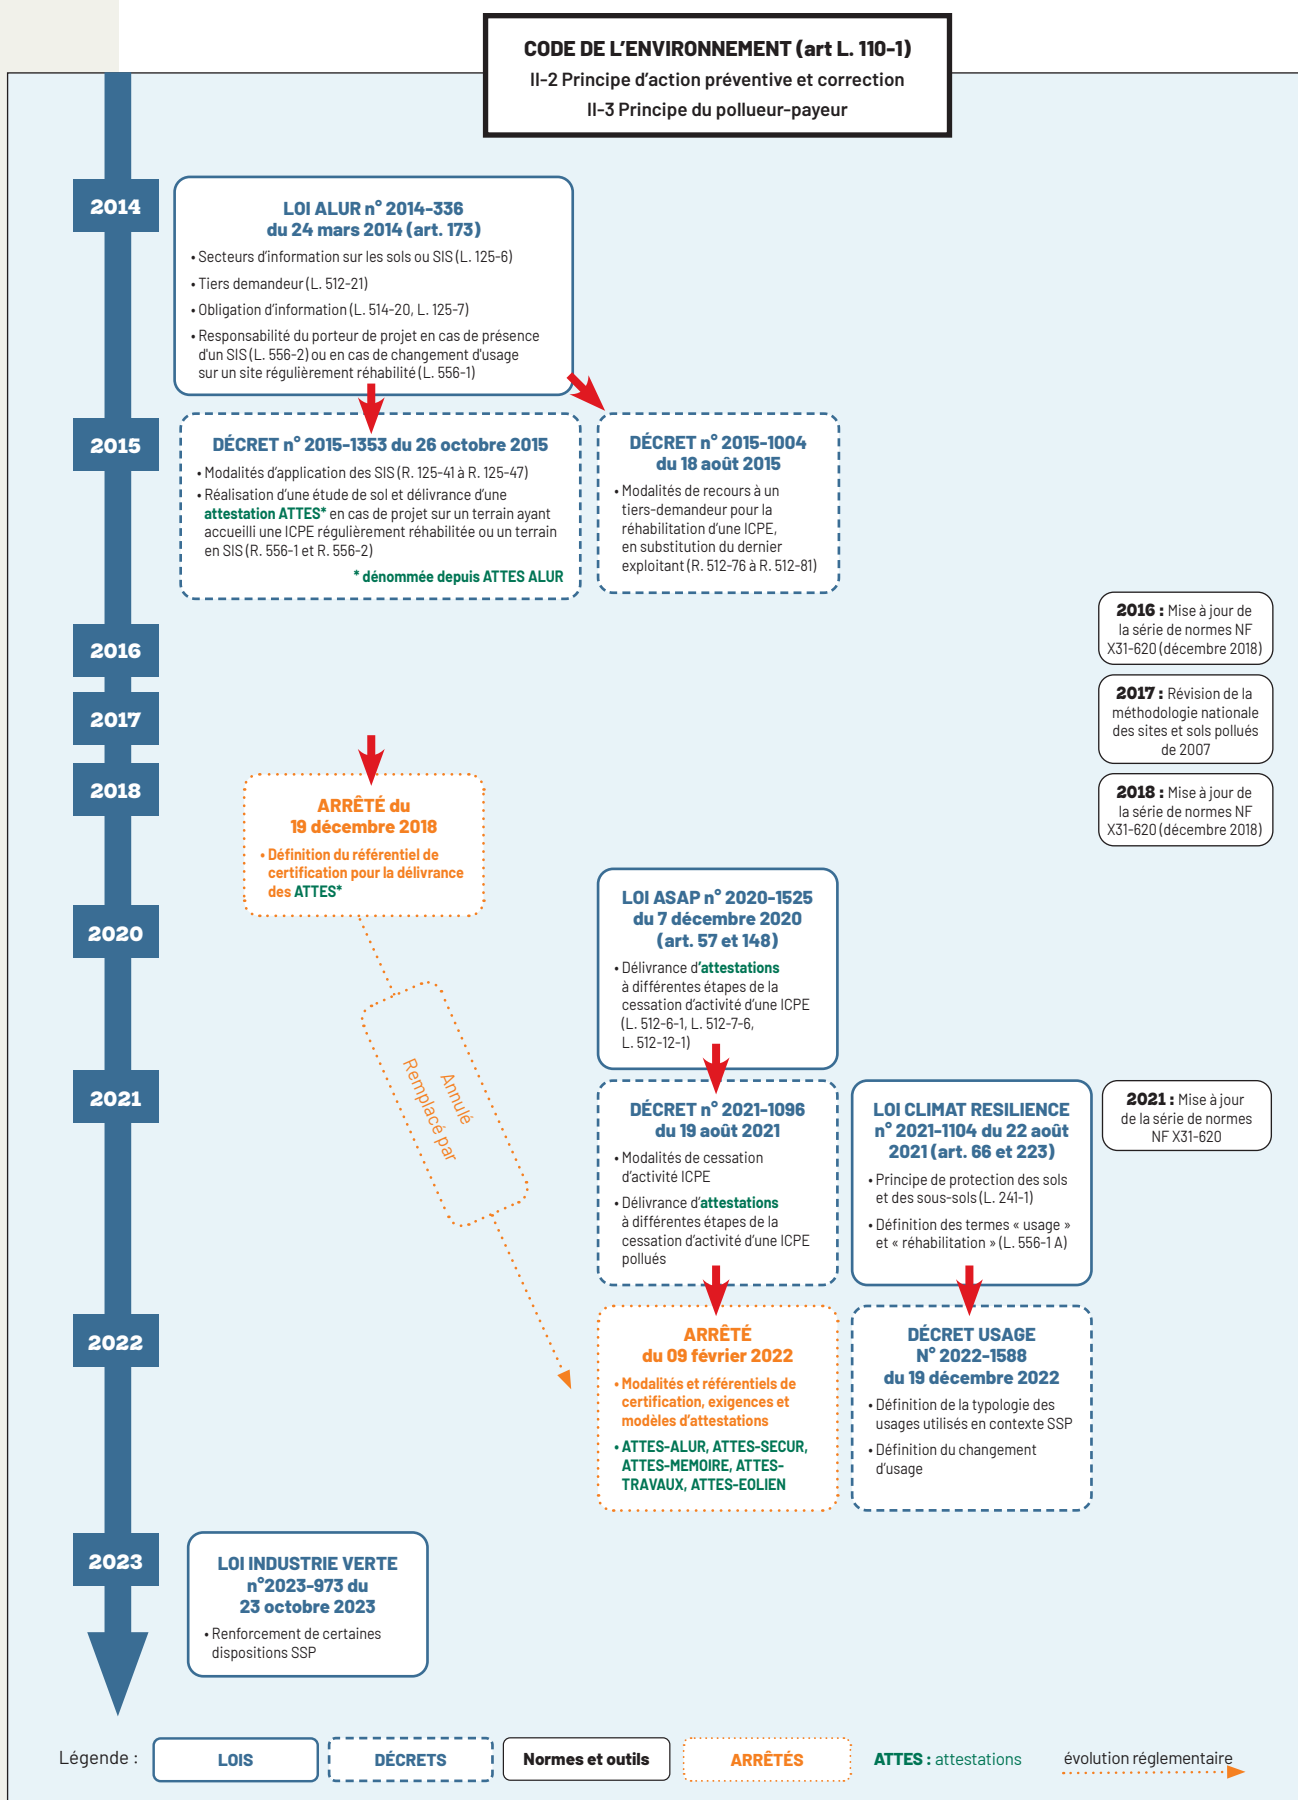 CODE DE L'ENVIRONNEMENT (art L. 110-1)
II-2 Principe d'action préventive et correction
II-3 Principe du pollueur-payeur
2014
LOI ALUR n° 2014-336
du 24 mars 2014 (art. 173)
• Secteurs d'information sur les sols ou SIS (L. 125-6)
• Tiers demandeur (L. 512-21)
• Obligation d'information (L. 514-20, L. 125-7)
• Responsabilité du porteur de projet en cas de présence
d'un SIS (L. 556-2) ou en cas de changement d'usage
sur un site régulièrement réhabilité (L. 556-1)
2015
DÉCRET n° 2015-1353 du 26 octobre 2015
• Modalités d'application des SIS (R. 125-41 à R. 125-47)
• Réalisation d'une étude de sol et délivrance d'une
attestation ATTES* en cas de projet sur un terrain ayant
accueilli une ICPE régulièrement réhabilitée ou un terrain
en SIS (R. 556-1 et R. 556-2)
* dénommée depuis ATTES ALUR
DÉCRET n° 2015-1004
du 18 août 2015
• Modalités de recours à un
tiers-demandeur pour la
réhabilitation d'une ICPE,
en substitution du dernier
exploitant (R. 512-76 à R. 512-81)
2016
2016 : Mise à jour de
la série de normes NF
X31-620 (décembre 2018)
2017
2017 : Révision de la
méthodologie nationale
des sites et sols pollués
de 2007
2018
2018 : Mise à jour de
la série de normes NF
X31-620 (décembre 2018)
ARRÊTÉ du
19 décembre 2018
• Définition du référentiel de
certification pour la délivrance
des ATTES*
2020
LOI ASAP n° 2020-1525
du 7 décembre 2020
(art. 57 et 148)
• Délivrance d'attestations
à différentes étapes de la
cessation d'activité d'une ICPE
(L. 512-6-1, L. 512-7-6,
L. 512-12-1)
Annulé
Remplacé par
2021
DÉCRET n° 2021-1096
du 19 août 2021
• Modalités de cessation
d'activité ICPE
• Délivrance d'attestations
à différentes étapes de la
cessation d'activité d'une ICPE
pollués
LOI CLIMAT RESILIENCE
n° 2021-1104 du 22 août
2021 (art. 66 et 223)
• Principe de protection des sols
et des sous-sols (L. 241-1)
• Définition des termes « usage »
et « réhabilitation » (L. 556-1 A)
2021 : Mise à jour
de la série de normes
NF X31-620
2022
ARRÊTÉ
du 09 février 2022
• Modalités et référentiels de
certification, exigences et
modèles d'attestations
• ATTES-ALUR, ATTES-SECUR,
ATTES-MEMOIRE, ATTES-
TRAVAUX, ATTES-EOLIEN
DÉCRET USAGE
N° 2022-1588
du 19 décembre 2022
• Définition de la typologie des
usages utilisés en contexte SSP
• Définition du changement
d'usage
2023
LOI INDUSTRIE VERTE
n°2023-973 du
23 octobre 2023
• Renforcement de certaines
dispositions SSP
Légende :
LOIS
DÉCRETS
Normes et outils
ARRÊTÉS
ATTES : attestations
évolution réglementaire